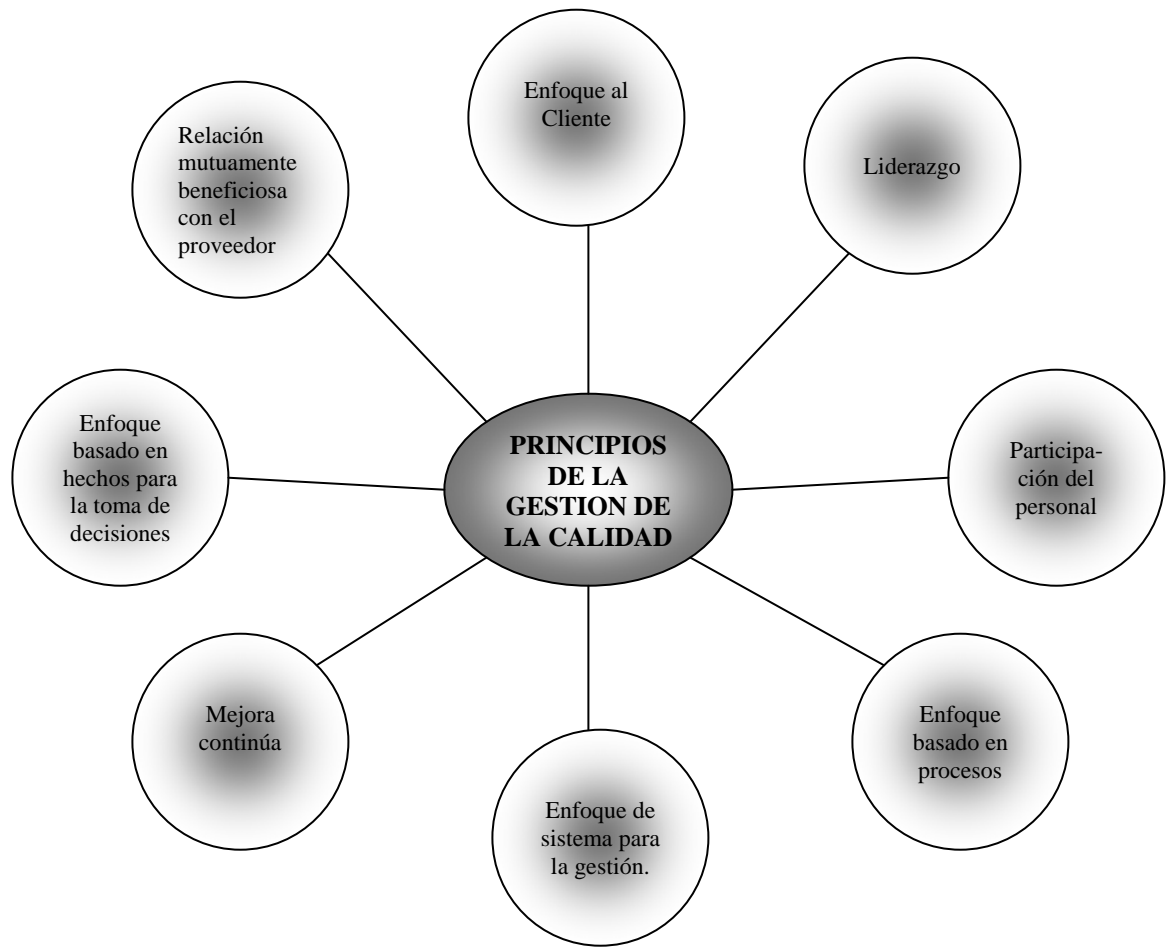 Enfoque al
Cliente
Liderazgo
Relación
mutuamente
beneficiosa
con el
proveedor
Enfoque
basado en
hechos para
la toma de
decisiones
PRINCIPIOS
DE LA
GESTION DE
LA CALIDAD
Participa-
ción del
personal
Mejora
continúa
Enfoque
basado en
procesos
Enfoque de
sistema para
la gestión.